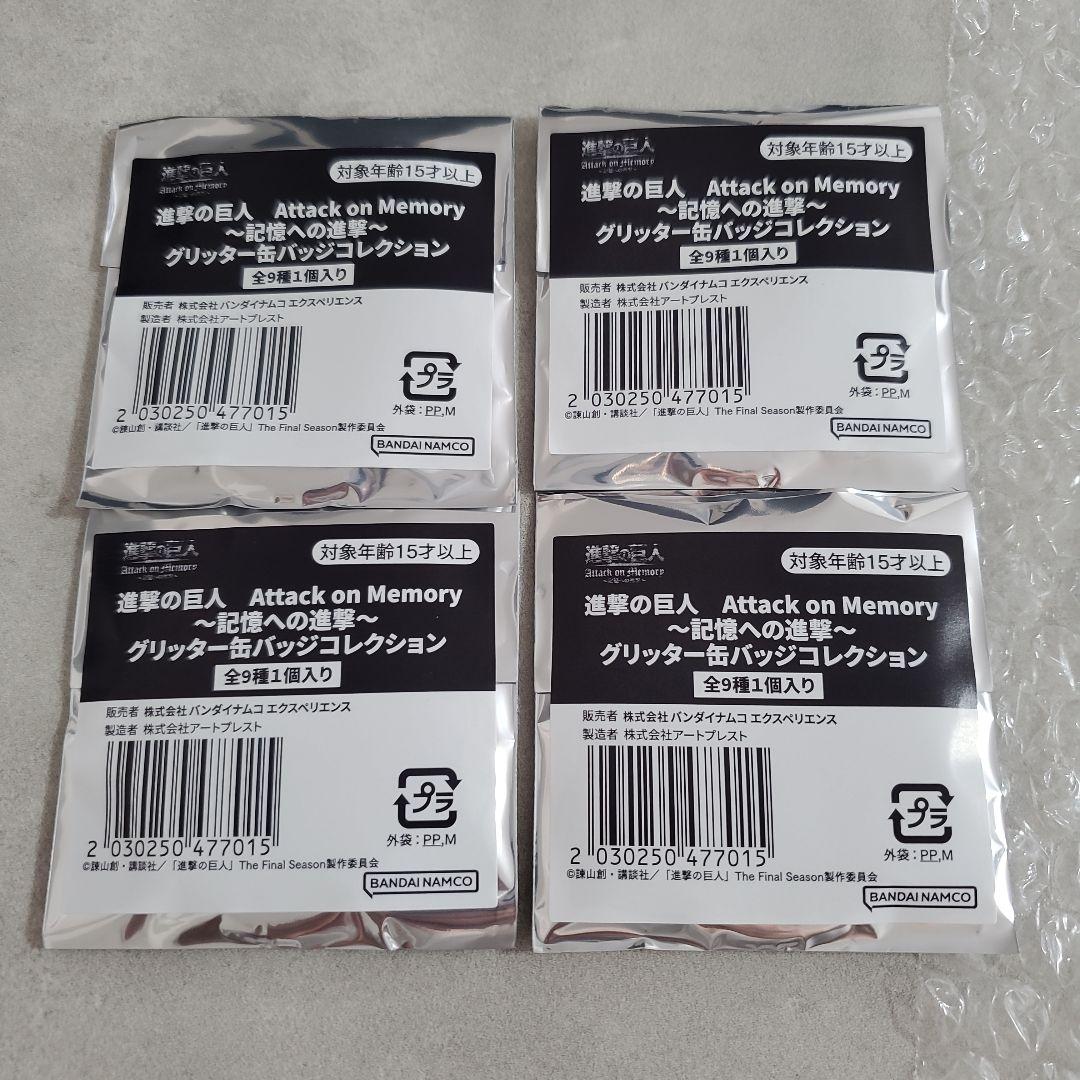 進撃の巨人
Attack on Memory
対象年齢15才以上
進撃の巨人 Attack on Memory
～記憶への進撃～
グリッター缶バッジコレクション
全9種1個入り
販売者 株式会社 バンダイナムコ エクスペリエンス
製造者 株式会社アートプレスト
プラ
外袋：PP,M
2 030250 477015
©諫山創・講談社／「進撃の巨人」The Final Season製作委員会
BANDAI NAMCO
進撃の巨人
Attack on Memory
対象年齢15才以上
進撃の巨人 Attack on Memory
～記憶への進撃～
グリッター缶バッジコレクション
全9種1個入り
販売者 株式会社 バンダイナムコ エクスペリエンス
製造者 株式会社アートプレスト
プラ
外袋：PP,M
2 030250 477015
©諫山創・講談社／「進撃の巨人」The Final Season製作委員会
BANDAI NAMCO
進撃の巨人
Attack on Memory
対象年齢15才以上
進撃の巨人 Attack on Memory
～記憶への進撃～
グリッター缶バッジコレクション
全9種1個入り
販売者 株式会社 バンダイナムコ エクスペリエンス
製造者 株式会社アートプレスト
プラ
外袋：PP,M
2 030250 477015
©諫山創・講談社／「進撃の巨人」The Final Season製作委員会
BANDAI NAMCO
進撃の巨人
Attack on Memory
～記憶への進撃～
対象年齢15才以上
進撃の巨人 Attack on Memory
～記憶への進撃～
グリッター缶バッジコレクション
全9種1個入り
販売者 株式会社 バンダイナムコ エクスペリエンス
製造者 株式会社アートプレスト
プラ
外袋：PP,M
2 030250 477015
©諫山創・講談社／「進撃の巨人」The Final Season製作委員会
BANDAI NAMCO